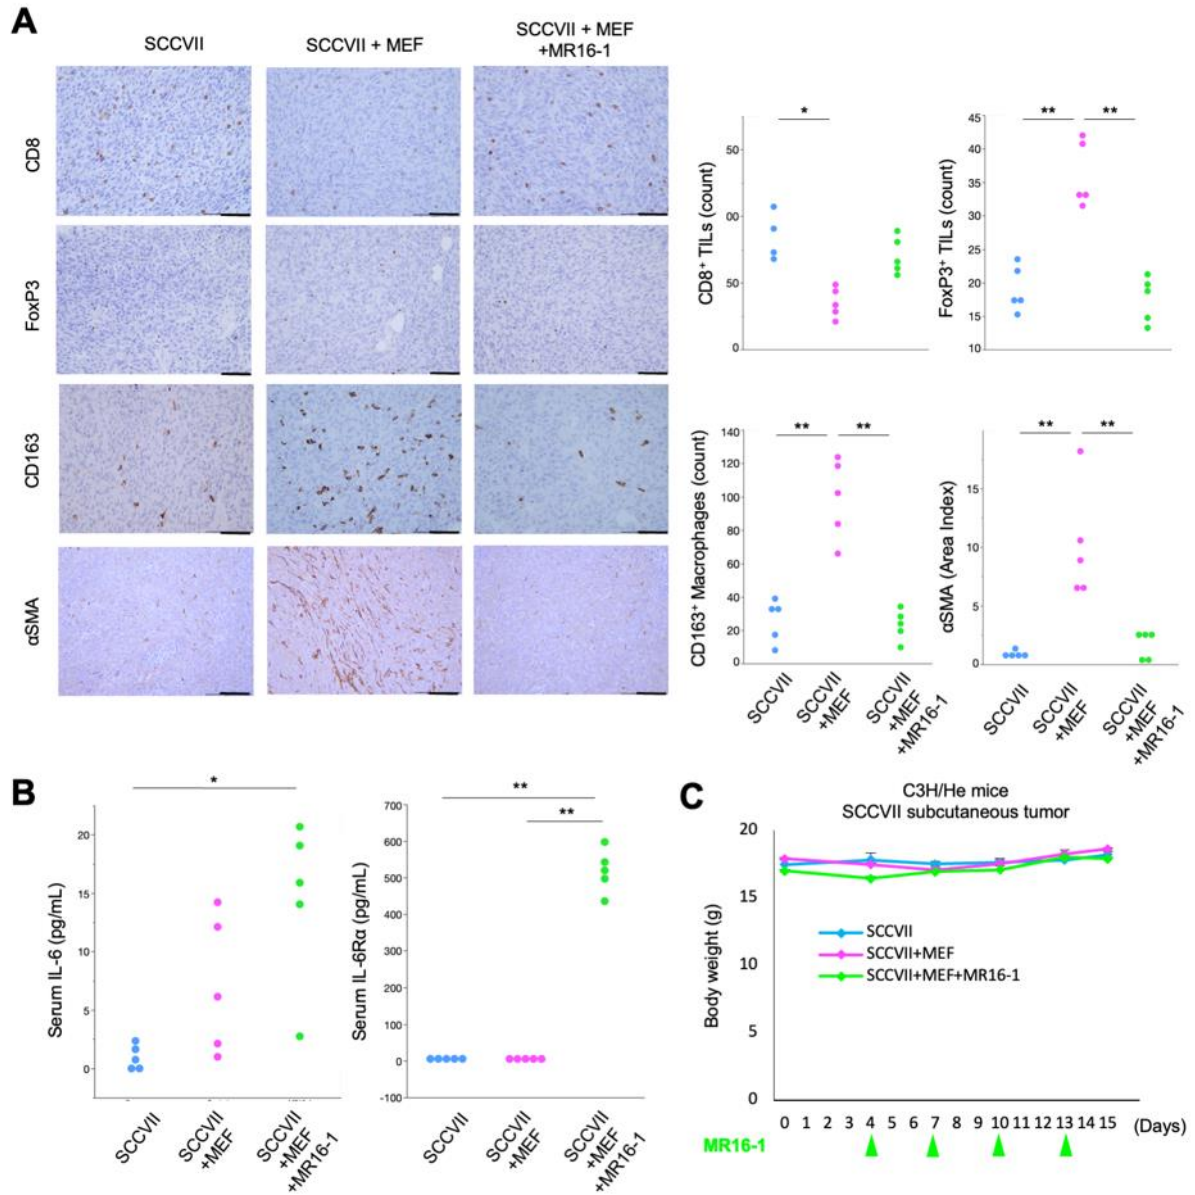 A
SCCVII
SCCVII + MEF
SCCVII + MEF
+MR16-1
CD8
FoxP3
CD163
αSMA
CD8⁺ TILs (count)
50
00
50
0
*
FoxP3⁺ TILs (count)
45
40
35
30
25
20
15
10
**
**
CD163⁺ Macrophages (count)
140
120
100
80
60
40
20
0
**
**
SCCVII
SCCVII
+MEF
SCCVII
+MEF
+MR16-1
αSMA (Area Index)
15
10
5
0
**
**
SCCVII
SCCVII
+MEF
SCCVII
+MEF
+MR16-1
B
Serum IL-6 (pg/mL)
20
15
10
5
0
*
SCCVII
SCCVII
+MEF
SCCVII
+MEF
+MR16-1
Serum IL-6Rα (pg/mL)
700
600
500
400
300
200
100
0
-100
**
**
SCCVII
SCCVII
+MEF
SCCVII
+MEF
+MR16-1
C
C3H/He mice
SCCVII subcutaneous tumor
Body weight (g)
20
15
10
5
0
SCCVII
SCCVII+MEF
SCCVII+MEF+MR16-1
0 1 2 3 4 5 6 7 8 9 10 11 12 13 14 15 (Days)
MR16-1